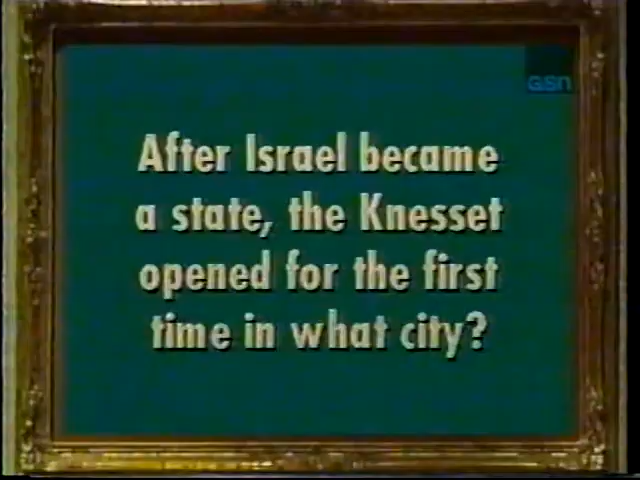 GSN
After Israel became
a state, the Knesset
opened for the first
time in what city?